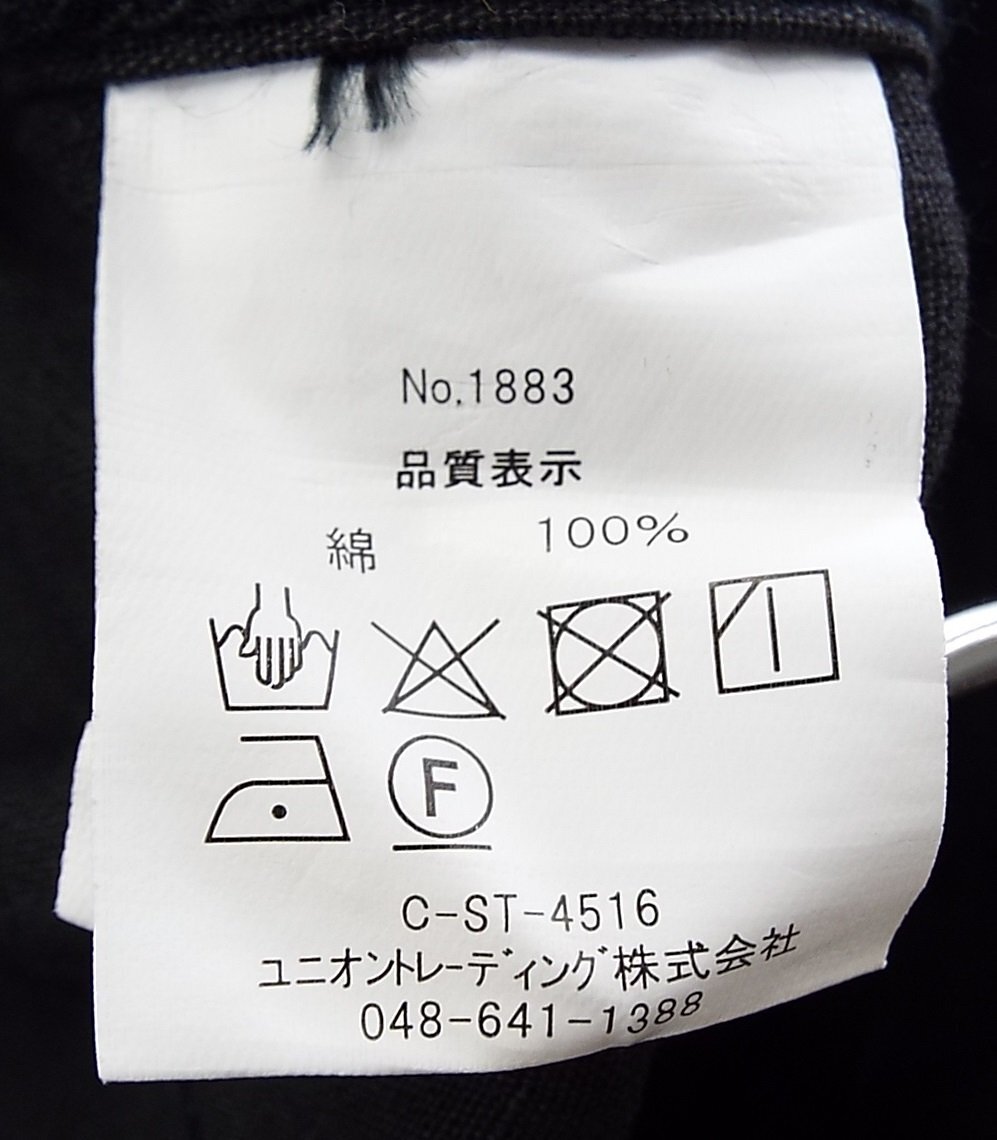 No.1883
品質表示
綿 100%
F
C-ST-4516
ユニオントレーディング株式会社
048-641-1388